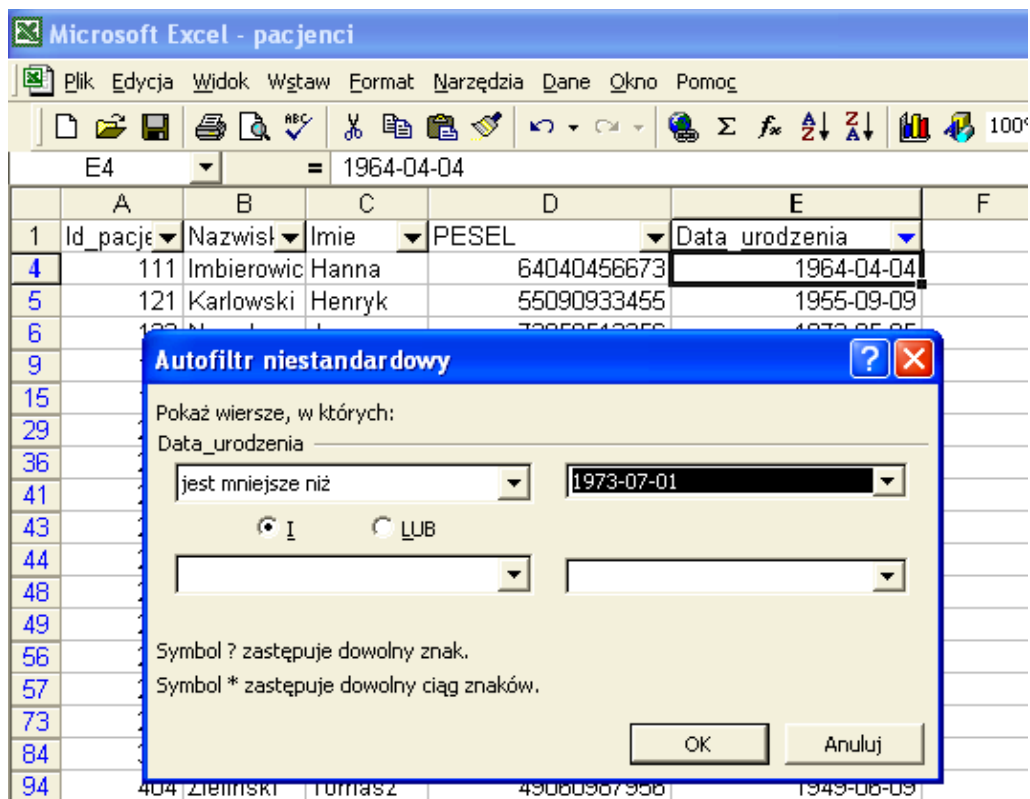 Microsoft Excel - pacjenci
Plik Edycja Widok Wstaw Format Narzędzia Dane Okno Pomoc
ABC Σ fx A Z Z A 100%
E4 = 1964-04-04
A B C D E F
1 Id_pacje Nazwisk Imie PESEL Data_urodzenia
4 111 Imbierowic Hanna 64040456673 1964-04-04
5 121 Karlowski Henryk 55090933455 1955-09-09
6
9
15
29
36
41
43
44
48
49
56
57
73
84
94 404 Zieliński Tomasz 49060967956 1949-06-09
Autofiltr niestandardowy
Pokaż wiersze, w których:
Data_urodzenia
jest mniejsze niż 1973-07-01
I LUB
Symbol ? zastępuje dowolny znak.
Symbol * zastępuje dowolny ciąg znaków.
OK Anuluj